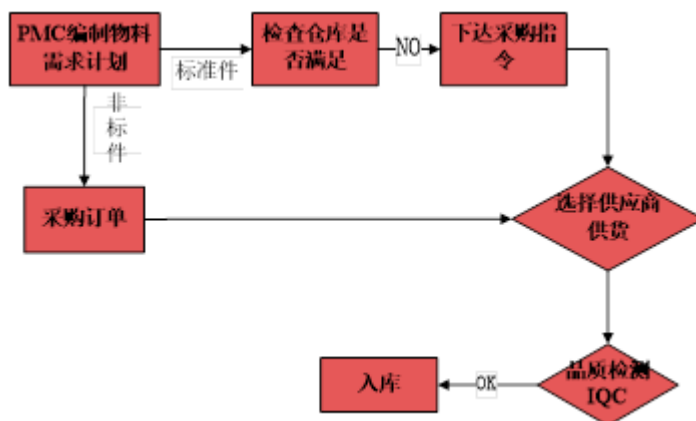 PMC编制物料
需求计划
标准件
检查仓库是
否满足
NO
下达采购指
令
非
标
件
采购订单
选择供应商
供货
品质检测
IQC
OK
入库